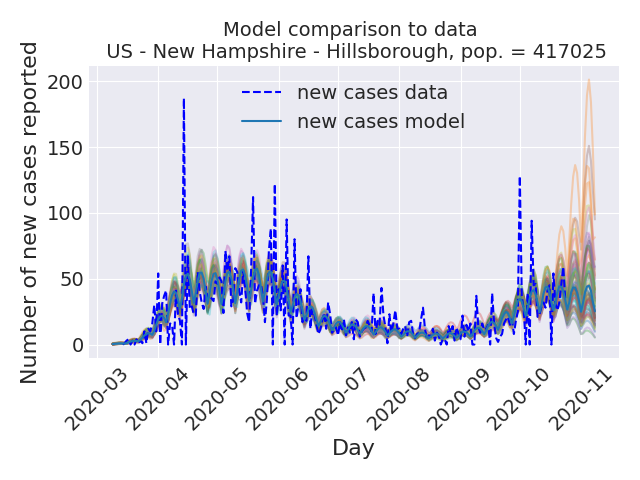 Model comparison to data
US - New Hampshire - Hillsborough, pop. = 417025
Number of new cases reported
200
150
100
50
0
new cases data
new cases model
2020-03
2020-04
2020-05
2020-06
2020-07
2020-08
2020-09
2020-10
2020-11
Day